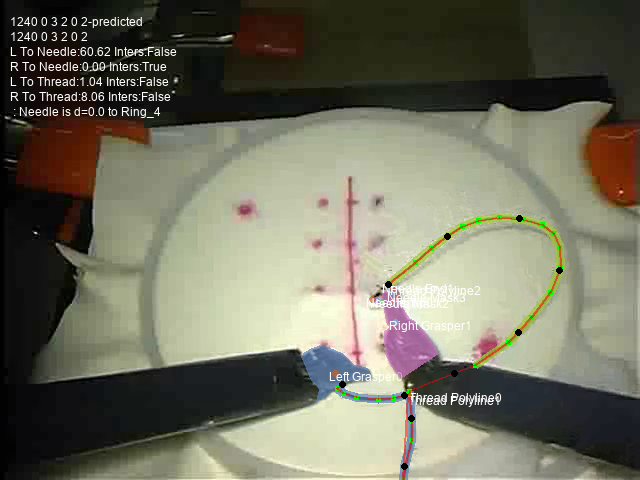 1240 0 3 2 0 2-predicted
1240 0 3 2 0 2
L To Needle:60.62 Inters:False
R To Needle:0.00 Inters:True
L To Thread:1.04 Inters:False
R To Thread:8.06 Inters:False
: Needle is d=0.0 to Ring_4
Right Grasper1
Left Grasper0
Thread Polyline0
Thread Polyline1